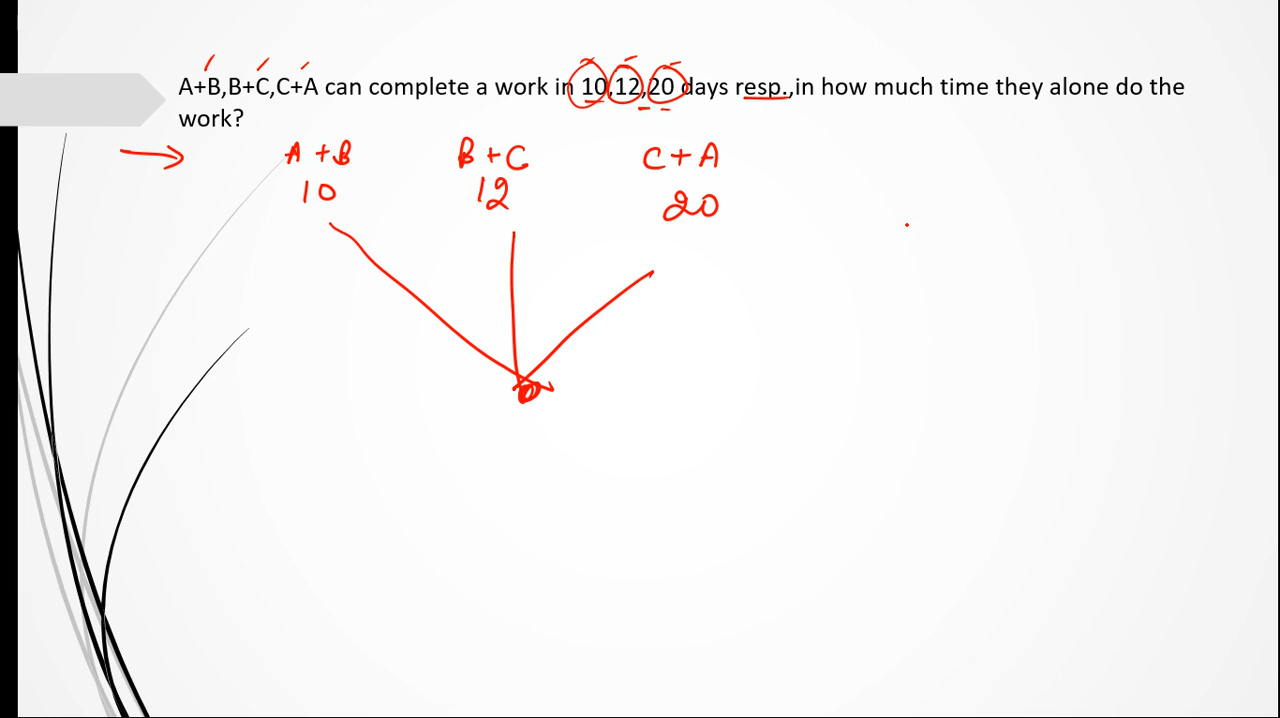 A+B,B+C,C+A can complete a work in 10,12,20 days resp.,in how much time they alone do the
work?
A + B B + C C + A
10 12 20